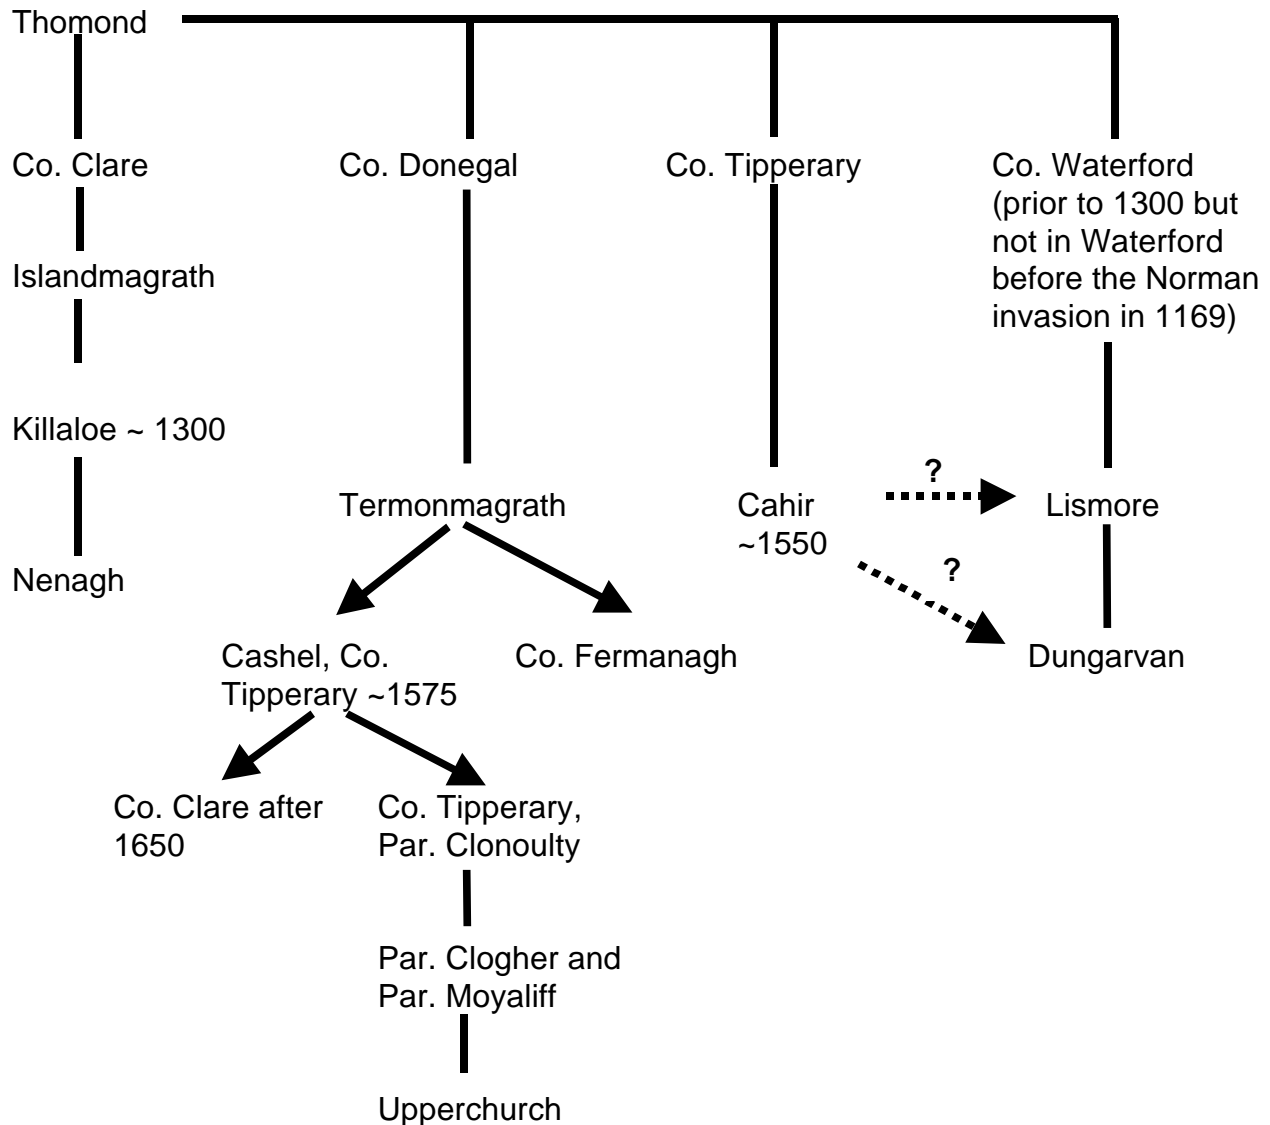 Thomond
Co. Clare
Co. Donegal
Co. Tipperary
Co. Waterford
(prior to 1300 but
not in Waterford
before the Norman
invasion in 1169)
Islandmagrath
Killaloe ~ 1300
Nenagh
Termonmagrath
Cahir
~1550
?
Lismore
?
Dungarvan
Cashel, Co.
Tipperary ~1575
Co. Fermanagh
Co. Clare after
1650
Co. Tipperary,
Par. Clonoulty
Par. Clogher and
Par. Moyaliff
Upperchurch